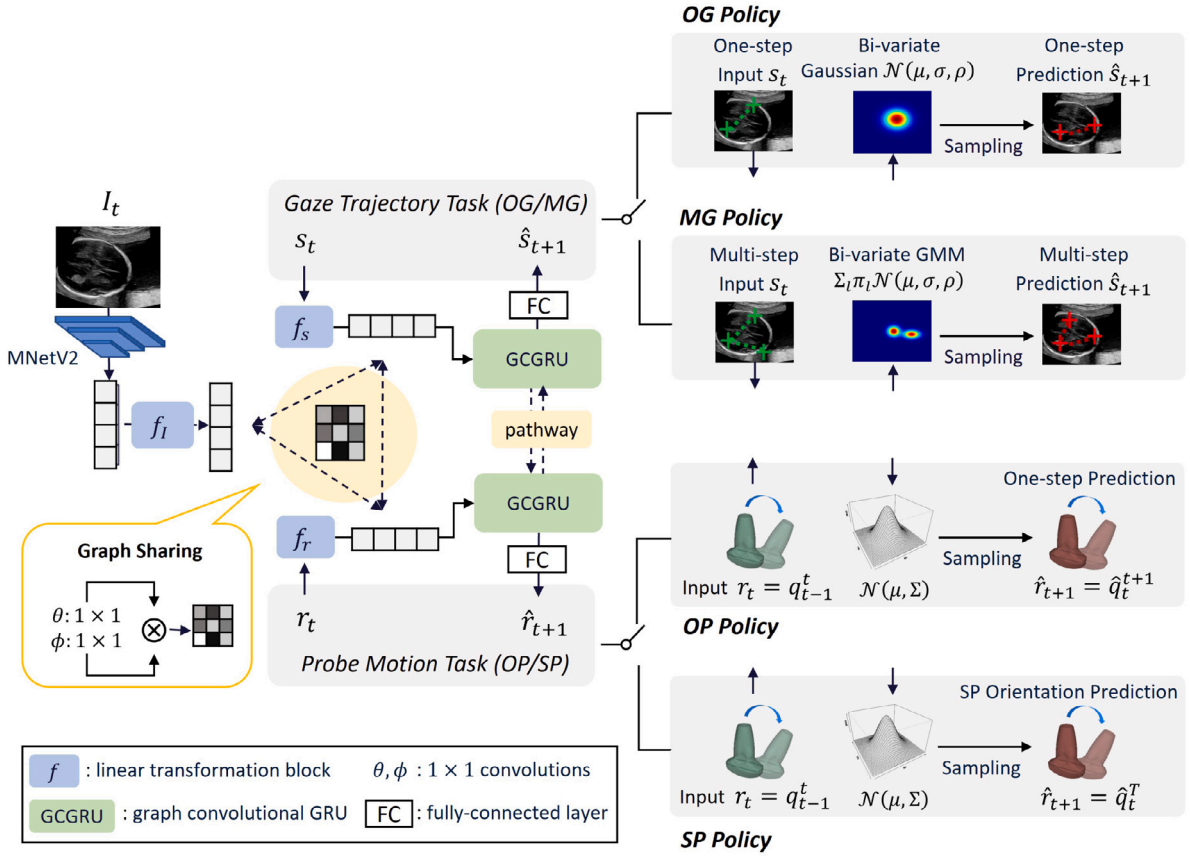 OG Policy
One-step
Input s_t
Bi-variate
Gaussian 𝒩(μ, σ, ρ)
One-step
Prediction ŝ_{t+1}
Sampling
MG Policy
Multi-step
Input s_t
Bi-variate GMM
Σ_l π_l 𝒩(μ, σ, ρ)
Multi-step
Prediction ŝ_{t+1}
Sampling
I_t
MNetV2
f_I
Gaze Trajectory Task (OG/MG)
s_t
ŝ_{t+1}
FC
f_s
GCGRU
pathway
GCGRU
f_r
FC
r_t
r̂_{t+1}
Probe Motion Task (OP/SP)
Graph Sharing
θ: 1 × 1
ϕ: 1 × 1
⊗
One-step Prediction
Sampling
Input r_t = q_{t−1}^t
𝒩(μ, Σ)
r̂_{t+1} = q̂_t^{t+1}
OP Policy
SP Orientation Prediction
Sampling
Input r_t = q_{t−1}^t
𝒩(μ, Σ)
r̂_{t+1} = q̂_t^T
SP Policy
f : linear transformation block
θ, ϕ : 1 × 1 convolutions
GCGRU : graph convolutional GRU
FC : fully-connected layer